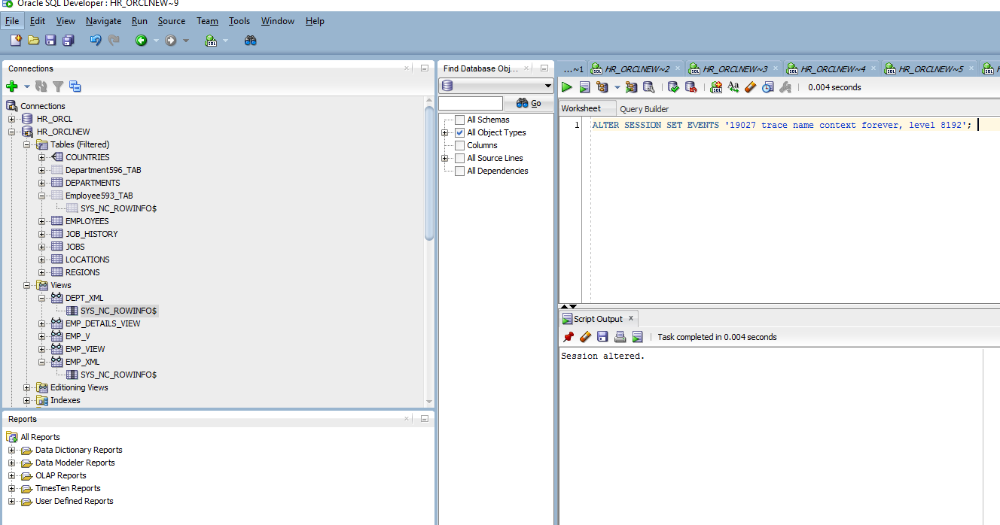 Oracle SQL Developer : HR_ORCLNEW~9
File Edit View Navigate Run Source Team Tools Window Help
Connections
Connections
HR_ORCL
HR_ORCLNEW
Tables (Filtered)
COUNTRIES
Department596_TAB
DEPARTMENTS
Employee593_TAB
SYS_NC_ROWINFO$
EMPLOYEES
JOB_HISTORY
JOBS
LOCATIONS
REGIONS
Views
DEPT_XML
SYS_NC_ROWINFO$
EMP_DETAILS_VIEW
EMP_V
EMP_VIEW
EMP_XML
SYS_NC_ROWINFO$
Editioning Views
Indexes
Reports
All Reports
Data Dictionary Reports
Data Modeler Reports
OLAP Reports
TimesTen Reports
User Defined Reports
Find Database Obj...
Go
All Schemas
All Object Types
Columns
All Source Lines
All Dependencies
...~1 HR_ORCLNEW~2 HR_ORCLNEW~3 HR_ORCLNEW~4 HR_ORCLNEW~5
0.004 seconds
Worksheet Query Builder
1 ALTER SESSION SET EVENTS '19027 trace name context forever, level 8192';
Script Output
Task completed in 0.004 seconds
Session altered.